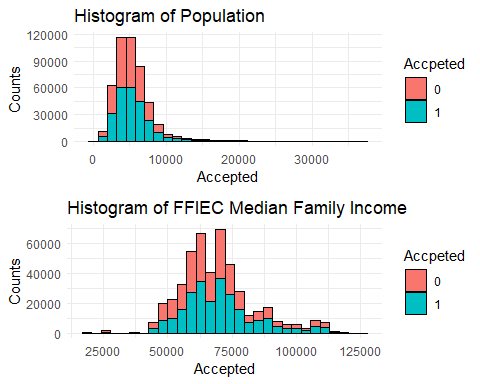 Histogram of Population
120000
90000
60000
30000
0
Counts
0 10000 20000 30000
Accepted
Accpeted
0
1
Histogram of FFIEC Median Family Income
60000
40000
20000
0
Counts
25000 50000 75000 100000 125000
Accepted
Accpeted
0
1